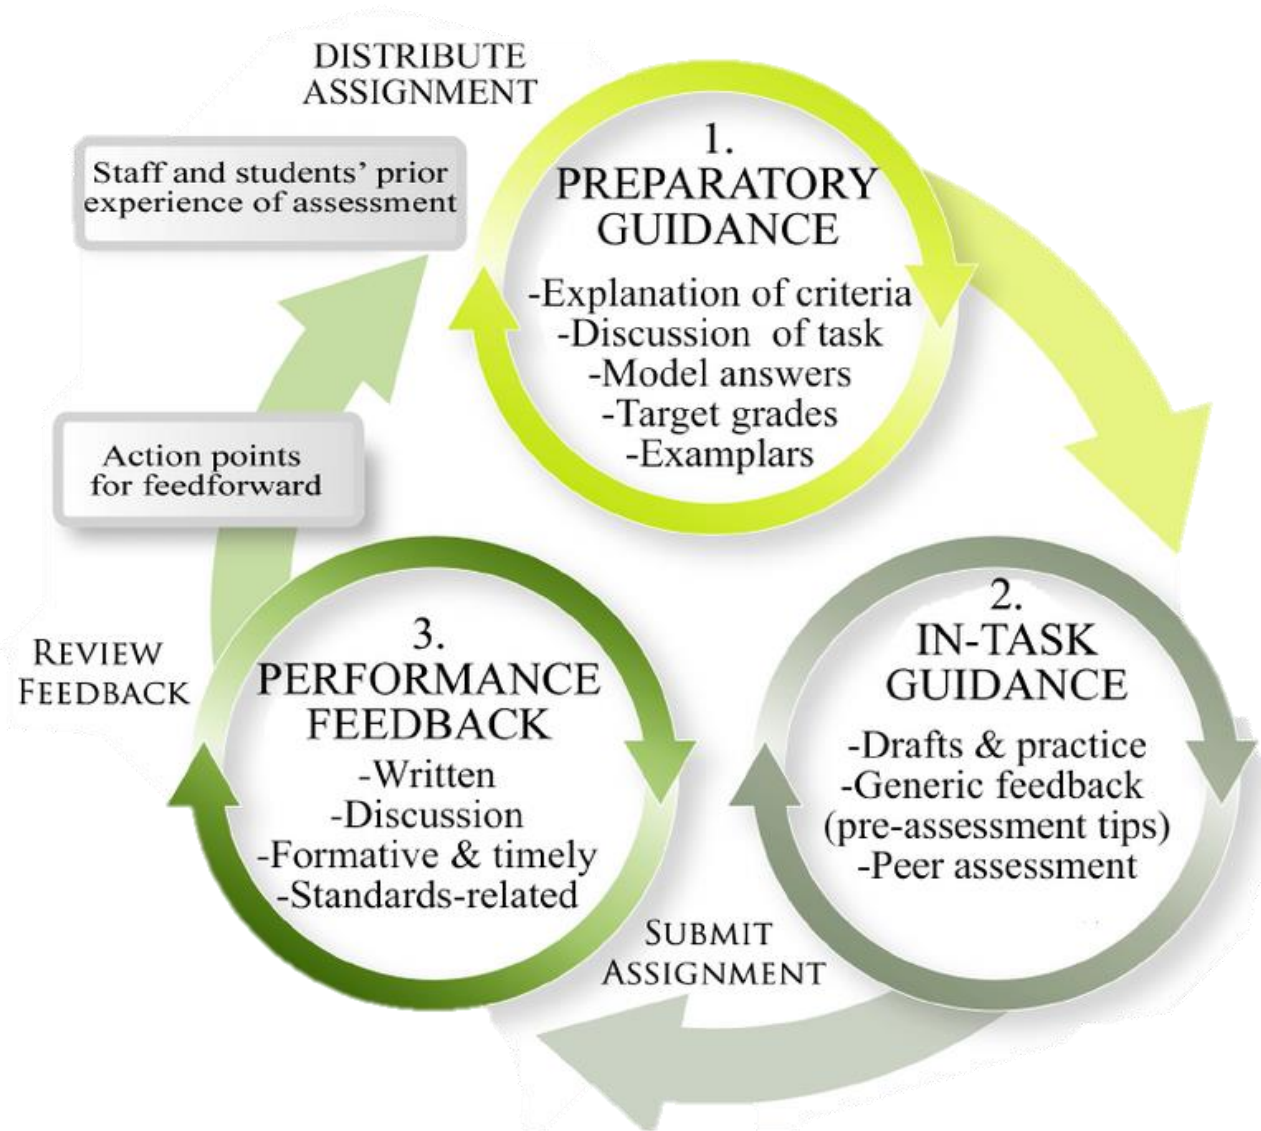 DISTRIBUTE
ASSIGNMENT
Staff and students’ prior
experience of assessment
1.
PREPARATORY
GUIDANCE
-Explanation of criteria
-Discussion of task
-Model answers
-Target grades
-Examplars
Action points
for feedforward
2.
IN-TASK
GUIDANCE
-Drafts & practice
-Generic feedback
(pre-assessment tips)
-Peer assessment
SUBMIT
ASSIGNMENT
3.
PERFORMANCE
FEEDBACK
-Written
-Discussion
-Formative & timely
-Standards-related
REVIEW
FEEDBACK